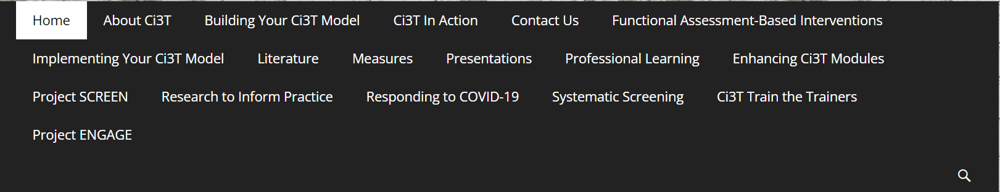 Home About Ci3T Building Your Ci3T Model Ci3T In Action Contact Us Functional Assessment-Based Interventions
Implementing Your Ci3T Model Literature Measures Presentations Professional Learning Enhancing Ci3T Modules
Project SCREEN Research to Inform Practice Responding to COVID-19 Systematic Screening Ci3T Train the Trainers
Project ENGAGE